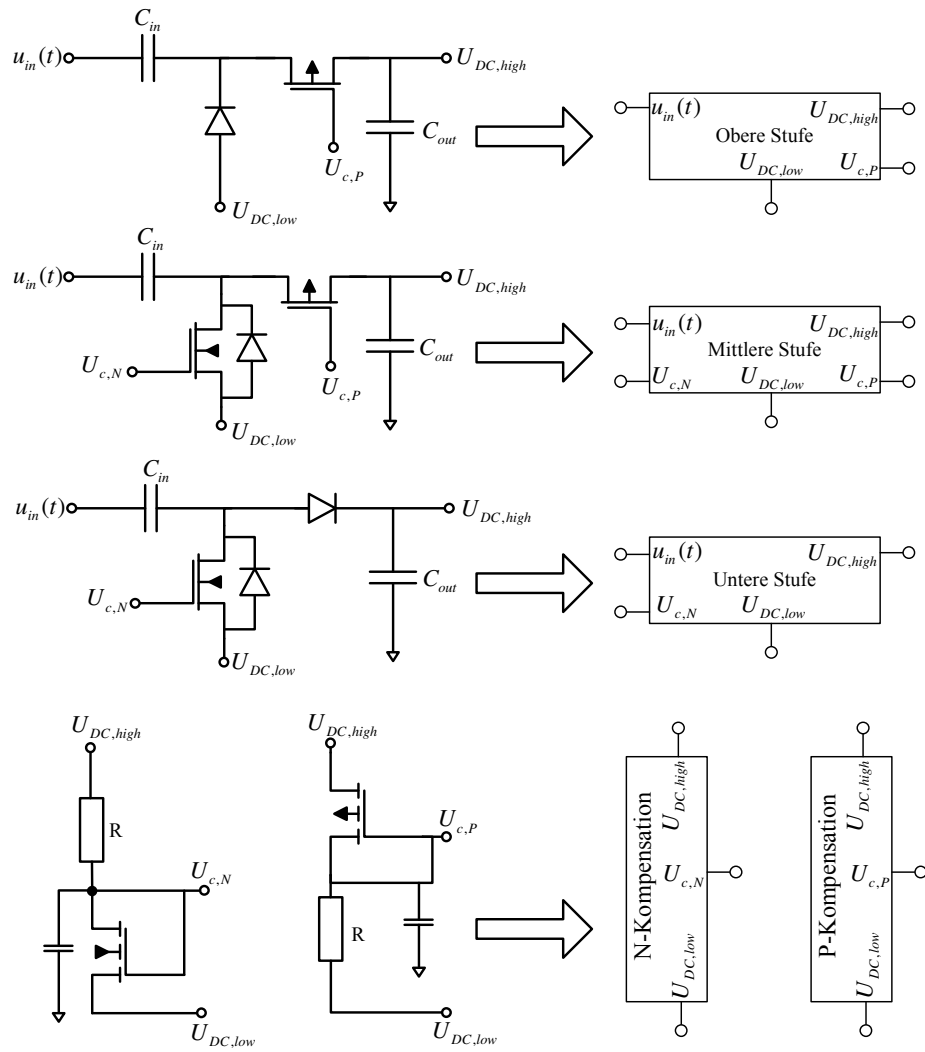 C_in
u_in(t)
U_DC,high
U_c,P
C_out
U_DC,low
u_in(t)
U_DC,high
Obere Stufe
U_DC,low
U_c,P
C_in
u_in(t)
U_DC,high
U_c,N
U_c,P
C_out
U_DC,low
u_in(t)
U_DC,high
Mittlere Stufe
U_c,N
U_DC,low
U_c,P
C_in
u_in(t)
U_DC,high
U_c,N
C_out
U_DC,low
u_in(t)
U_DC,high
Untere Stufe
U_c,N
U_DC,low
U_DC,high
R
U_c,N
U_DC,low
U_DC,high
U_c,P
R
U_DC,low
N-Kompensation
U_DC,high
U_c,N
U_DC,low
P-Kompensation
U_DC,high
U_c,P
U_DC,low